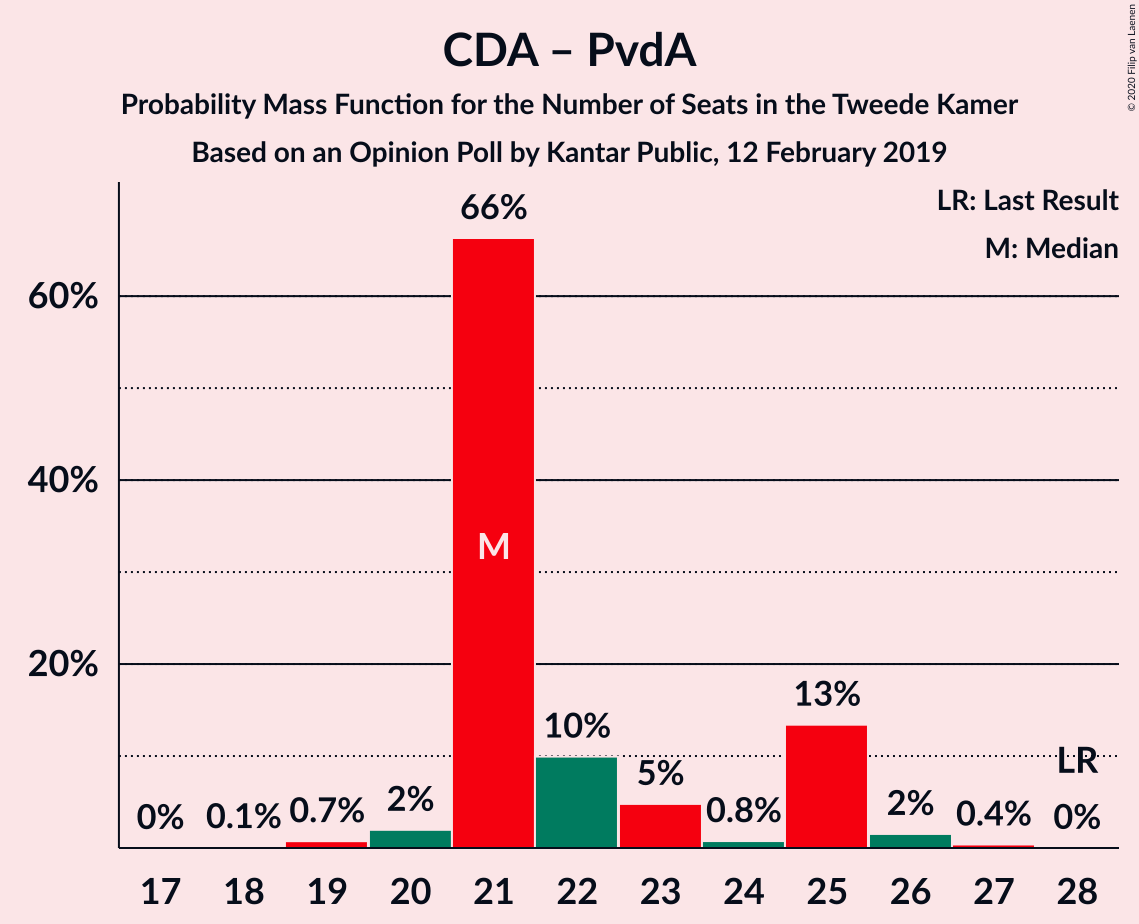 CDA – PvdA
Probability Mass Function for the Number of Seats in the Tweede Kamer
Based on an Opinion Poll by Kantar Public, 12 February 2019
© 2020 Filip van Laenen
LR: Last Result
M: Median
60%
40%
20%
0%
0.1%
0.7%
2%
66%
M
10%
5%
0.8%
13%
2%
0.4%
LR
0%
17 18 19 20 21 22 23 24 25 26 27 28